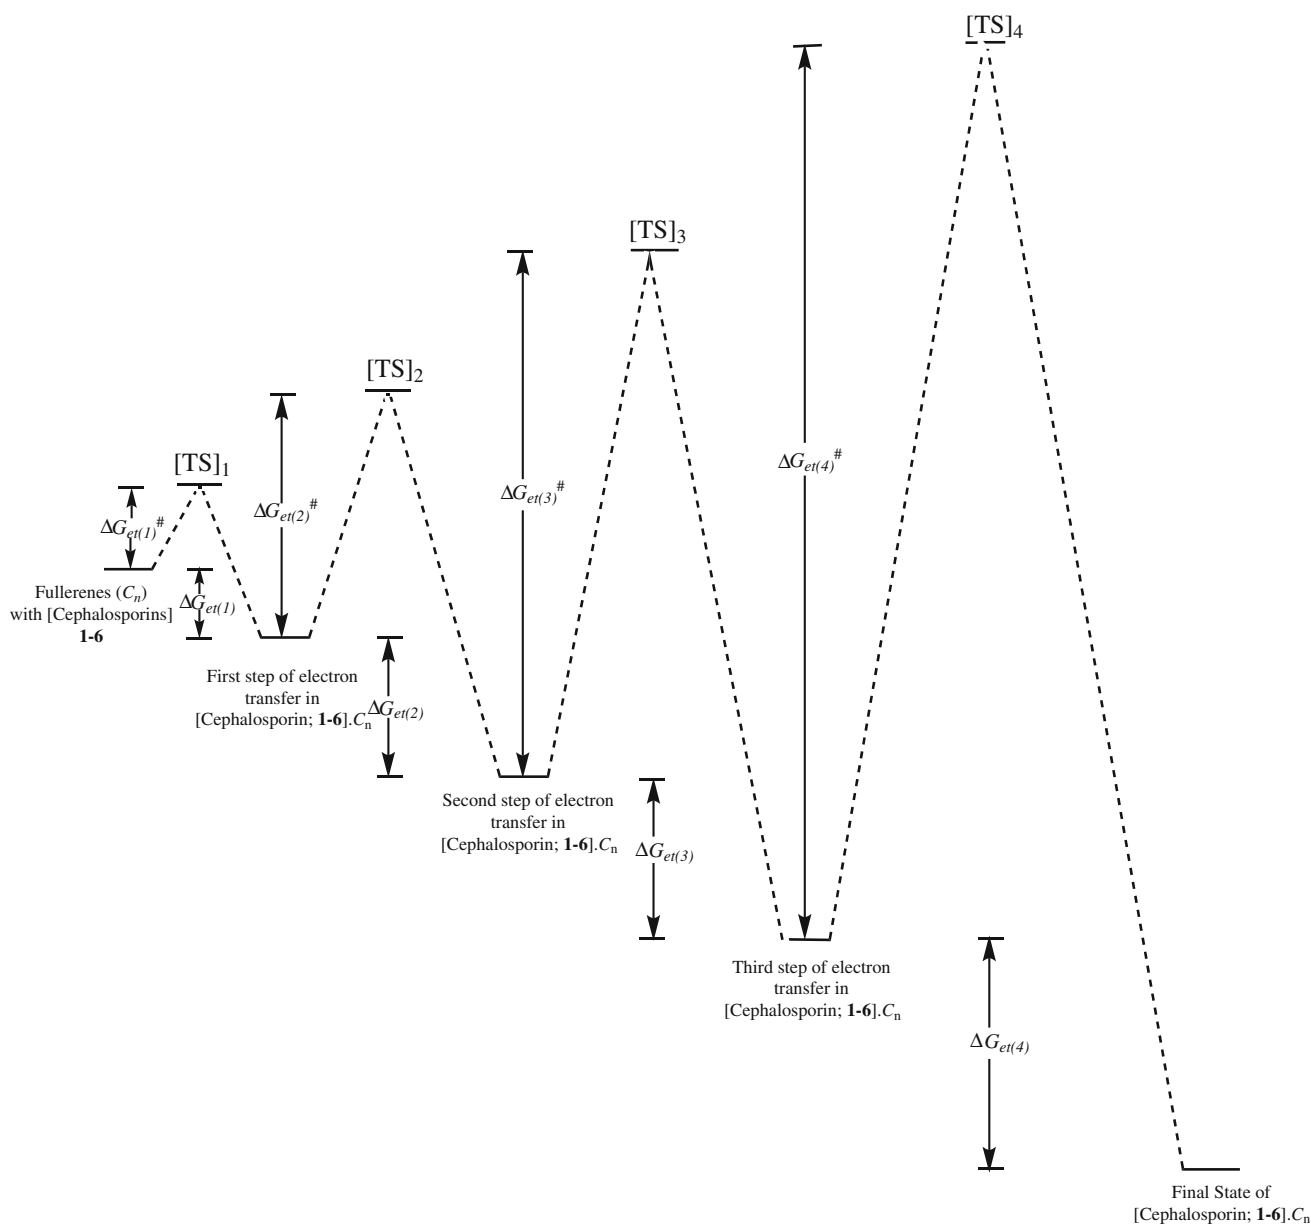 [TS]4
[TS]3
[TS]2
ΔGet(4)#
[TS]1
ΔGet(3)#
ΔGet(2)#
ΔGet(1)#
Fullerenes (Cn)
with [Cephalosporins]
1-6
ΔGet(1)
First step of electron
transfer in
[Cephalosporin; 1-6].Cn
ΔGet(2)
Second step of electron
transfer in
[Cephalosporin; 1-6].Cn
ΔGet(3)
Third step of electron
transfer in
[Cephalosporin; 1-6].Cn
ΔGet(4)
Final State of
[Cephalosporin; 1-6].Cn